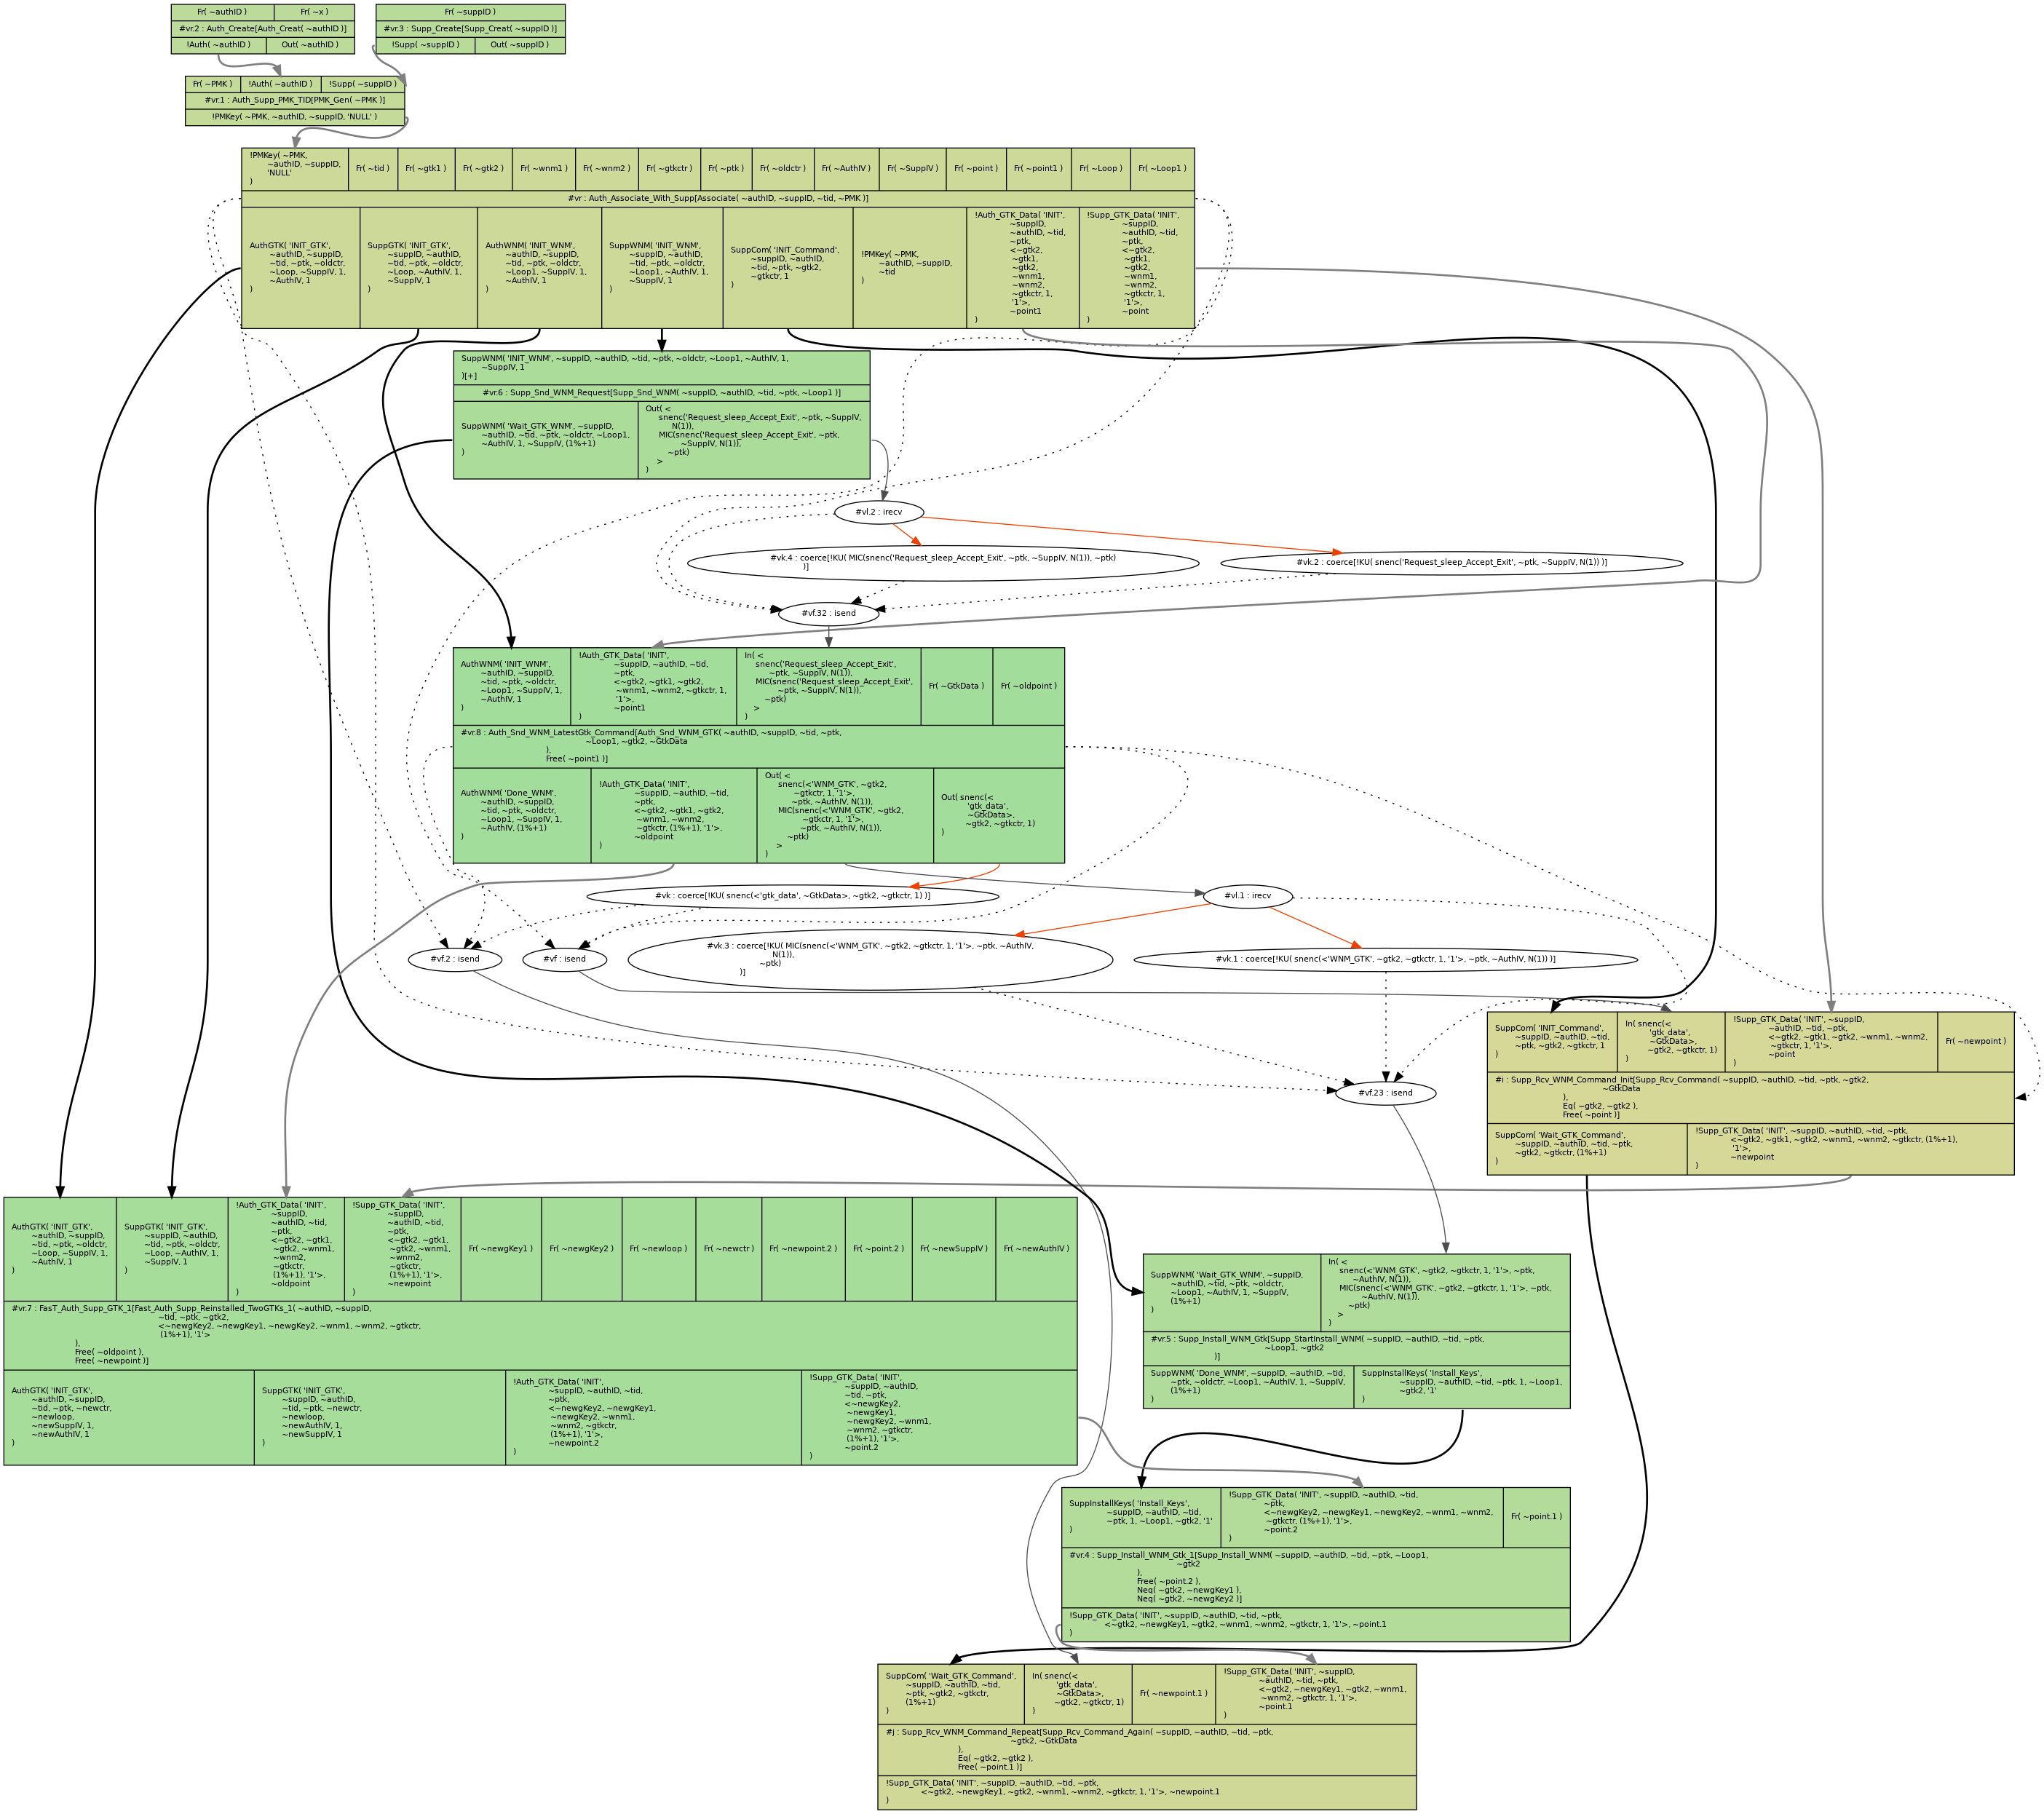 Fr( ~authID )
Fr( ~x )
#vr.2 : Auth_Create[Auth_Creat( ~authID )]
!Auth( ~authID )
Out( ~authID )
Fr( ~suppID )
#vr.3 : Supp_Create[Supp_Creat( ~suppID )]
!Supp( ~suppID )
Out( ~suppID )
Fr( ~PMK )
!Auth( ~authID )
!Supp( ~suppID )
#vr.1 : Auth_Supp_PMK_TID[PMK_Gen( ~PMK )]
!PMKey( ~PMK, ~authID, ~suppID, 'NULL' )
!PMKey( ~PMK,
~authID, ~suppID,
'NULL'
)
Fr( ~tid )
Fr( ~gtk1 )
Fr( ~gtk2 )
Fr( ~wnm1 )
Fr( ~wnm2 )
Fr( ~gtkctr )
Fr( ~ptk )
Fr( ~oldctr )
Fr( ~AuthIV )
Fr( ~SuppIV )
Fr( ~point )
Fr( ~point1 )
Fr( ~Loop )
Fr( ~Loop1 )
#vr : Auth_Associate_With_Supp[Associate( ~authID, ~suppID, ~tid, ~PMK )]
AuthGTK( 'INIT_GTK',
~authID, ~suppID,
~tid, ~ptk, ~oldctr,
~Loop, ~SuppIV, 1,
~AuthIV, 1
)
SuppGTK( 'INIT_GTK',
~suppID, ~authID,
~tid, ~ptk, ~oldctr,
~Loop, ~AuthIV, 1,
~SuppIV, 1
)
AuthWNM( 'INIT_WNM',
~authID, ~suppID,
~tid, ~ptk, ~oldctr,
~Loop1, ~SuppIV, 1,
~AuthIV, 1
)
SuppWNM( 'INIT_WNM',
~suppID, ~authID,
~tid, ~ptk, ~oldctr,
~Loop1, ~AuthIV, 1,
~SuppIV, 1
)
SuppCom( 'INIT_Command',
~suppID, ~authID,
~tid, ~ptk, ~gtk2,
~gtkctr, 1
)
!PMKey( ~PMK,
~authID, ~suppID,
~tid
)
!Auth_GTK_Data( 'INIT',
~suppID,
~authID, ~tid,
~ptk,
<~gtk2,
~gtk1,
~gtk2,
~wnm1,
~wnm2,
~gtkctr, 1,
'1'>,
~point1
)
!Supp_GTK_Data( 'INIT',
~suppID,
~authID, ~tid,
~ptk,
<~gtk2,
~gtk1,
~gtk2,
~wnm1,
~wnm2,
~gtkctr, 1,
'1'>,
~point
)
SuppWNM( 'INIT_WNM', ~suppID, ~authID, ~tid, ~ptk, ~oldctr, ~Loop1, ~AuthIV, 1,
~SuppIV, 1
)[+]
#vr.6 : Supp_Snd_WNM_Request[Supp_Snd_WNM( ~suppID, ~authID, ~tid, ~ptk, ~Loop1 )]
SuppWNM( 'Wait_GTK_WNM', ~suppID,
~authID, ~tid, ~ptk, ~oldctr, ~Loop1,
~AuthIV, 1, ~SuppIV, (1%+1)
)
Out( <
snenc('Request_sleep_Accept_Exit', ~ptk, ~SuppIV,
N(1)),
MIC(snenc('Request_sleep_Accept_Exit', ~ptk,
~SuppIV, N(1)),
~ptk)
>
)
#vl.2 : irecv
#vk.4 : coerce[!KU( MIC(snenc('Request_sleep_Accept_Exit', ~ptk, ~SuppIV, N(1)), ~ptk)
)]
#vk.2 : coerce[!KU( snenc('Request_sleep_Accept_Exit', ~ptk, ~SuppIV, N(1)) )]
#vf.32 : isend
AuthWNM( 'INIT_WNM',
~authID, ~suppID,
~tid, ~ptk, ~oldctr,
~Loop1, ~SuppIV, 1,
~AuthIV, 1
)
!Auth_GTK_Data( 'INIT',
~suppID, ~authID, ~tid,
~ptk,
<~gtk2, ~gtk1, ~gtk2,
~wnm1, ~wnm2, ~gtkctr, 1,
'1'>,
~point1
)
In( <
snenc('Request_sleep_Accept_Exit',
~ptk, ~SuppIV, N(1)),
MIC(snenc('Request_sleep_Accept_Exit',
~ptk, ~SuppIV, N(1)),
~ptk)
>
)
Fr( ~GtkData )
Fr( ~oldpoint )
#vr.8 : Auth_Snd_WNM_LatestGtk_Command[Auth_Snd_WNM_GTK( ~authID, ~suppID, ~tid, ~ptk,
~Loop1, ~gtk2, ~GtkData
),
Free( ~point1 )]
AuthWNM( 'Done_WNM',
~authID, ~suppID,
~tid, ~ptk, ~oldctr,
~Loop1, ~SuppIV, 1,
~AuthIV, (1%+1)
)
!Auth_GTK_Data( 'INIT',
~suppID, ~authID, ~tid,
~ptk,
<~gtk2, ~gtk1, ~gtk2,
~wnm1, ~wnm2,
~gtkctr, (1%+1), '1'>,
~oldpoint
)
Out( <
snenc(<'WNM_GTK', ~gtk2,
~gtkctr, 1, '1'>,
~ptk, ~AuthIV, N(1)),
MIC(snenc(<'WNM_GTK', ~gtk2,
~gtkctr, 1, '1'>,
~ptk, ~AuthIV, N(1)),
~ptk)
>
)
Out( snenc(<
'gtk_data',
~GtkData>,
~gtk2, ~gtkctr, 1)
)
#vk : coerce[!KU( snenc(<'gtk_data', ~GtkData>, ~gtk2, ~gtkctr, 1) )]
#vl.1 : irecv
#vf.2 : isend
#vf : isend
#vk.3 : coerce[!KU( MIC(snenc(<'WNM_GTK', ~gtk2, ~gtkctr, 1, '1'>, ~ptk, ~AuthIV,
N(1)),
~ptk)
)]
#vk.1 : coerce[!KU( snenc(<'WNM_GTK', ~gtk2, ~gtkctr, 1, '1'>, ~ptk, ~AuthIV, N(1)) )]
#vf.23 : isend
SuppCom( 'INIT_Command',
~suppID, ~authID, ~tid,
~ptk, ~gtk2, ~gtkctr, 1
)
In( snenc(<
'gtk_data',
~GtkData>,
~gtk2, ~gtkctr, 1)
)
!Supp_GTK_Data( 'INIT', ~suppID,
~authID, ~tid, ~ptk,
<~gtk2, ~gtk1, ~gtk2, ~wnm1, ~wnm2,
~gtkctr, 1, '1'>,
~point
)
Fr( ~newpoint )
#i : Supp_Rcv_WNM_Command_Init[Supp_Rcv_Command( ~suppID, ~authID, ~tid, ~ptk, ~gtk2,
~GtkData
),
Eq( ~gtk2, ~gtk2 ),
Free( ~point )]
SuppCom( 'Wait_GTK_Command',
~suppID, ~authID, ~tid, ~ptk,
~gtk2, ~gtkctr, (1%+1)
)
!Supp_GTK_Data( 'INIT', ~suppID, ~authID, ~tid, ~ptk,
<~gtk2, ~gtk1, ~gtk2, ~wnm1, ~wnm2, ~gtkctr, (1%+1),
'1'>,
~newpoint
)
AuthGTK( 'INIT_GTK',
~authID, ~suppID,
~tid, ~ptk, ~oldctr,
~Loop, ~SuppIV, 1,
~AuthIV, 1
)
SuppGTK( 'INIT_GTK',
~suppID, ~authID,
~tid, ~ptk, ~oldctr,
~Loop, ~AuthIV, 1,
~SuppIV, 1
)
!Auth_GTK_Data( 'INIT',
~suppID,
~authID, ~tid,
~ptk,
<~gtk2, ~gtk1,
~gtk2, ~wnm1,
~wnm2,
~gtkctr,
(1%+1), '1'>,
~oldpoint
)
!Supp_GTK_Data( 'INIT',
~suppID,
~authID, ~tid,
~ptk,
<~gtk2, ~gtk1,
~gtk2, ~wnm1,
~wnm2,
~gtkctr,
(1%+1), '1'>,
~newpoint
)
Fr( ~newgKey1 )
Fr( ~newgKey2 )
Fr( ~newloop )
Fr( ~newctr )
Fr( ~newpoint.2 )
Fr( ~point.2 )
Fr( ~newSuppIV )
Fr( ~newAuthIV )
#vr.7 : FasT_Auth_Supp_GTK_1[Fast_Auth_Supp_Reinstalled_TwoGTKs_1( ~authID, ~suppID,
~tid, ~ptk, ~gtk2,
<~newgKey2, ~newgKey1, ~newgKey2, ~wnm1, ~wnm2, ~gtkctr,
(1%+1), '1'>
),
Free( ~oldpoint ),
Free( ~newpoint )]
AuthGTK( 'INIT_GTK',
~authID, ~suppID,
~tid, ~ptk, ~newctr,
~newloop,
~newSuppIV, 1,
~newAuthIV, 1
)
SuppGTK( 'INIT_GTK',
~suppID, ~authID,
~tid, ~ptk, ~newctr,
~newloop,
~newAuthIV, 1,
~newSuppIV, 1
)
!Auth_GTK_Data( 'INIT',
~suppID, ~authID, ~tid,
~ptk,
<~newgKey2, ~newgKey1,
~newgKey2, ~wnm1,
~wnm2, ~gtkctr,
(1%+1), '1'>,
~newpoint.2
)
!Supp_GTK_Data( 'INIT',
~suppID, ~authID,
~tid, ~ptk,
<~newgKey2,
~newgKey1,
~newgKey2, ~wnm1,
~wnm2, ~gtkctr,
(1%+1), '1'>,
~point.2
)
SuppWNM( 'Wait_GTK_WNM', ~suppID,
~authID, ~tid, ~ptk, ~oldctr,
~Loop1, ~AuthIV, 1, ~SuppIV,
(1%+1)
)
In( <
snenc(<'WNM_GTK', ~gtk2, ~gtkctr, 1, '1'>, ~ptk,
~AuthIV, N(1)),
MIC(snenc(<'WNM_GTK', ~gtk2, ~gtkctr, 1, '1'>, ~ptk,
~AuthIV, N(1)),
~ptk)
>
)
#vr.5 : Supp_Install_WNM_Gtk[Supp_StartInstall_WNM( ~suppID, ~authID, ~tid, ~ptk,
~Loop1, ~gtk2
)]
SuppWNM( 'Done_WNM', ~suppID, ~authID, ~tid,
~ptk, ~oldctr, ~Loop1, ~AuthIV, 1, ~SuppIV,
(1%+1)
)
SuppInstallKeys( 'Install_Keys',
~suppID, ~authID, ~tid, ~ptk, 1, ~Loop1,
~gtk2, '1'
)
SuppInstallKeys( 'Install_Keys',
~suppID, ~authID, ~tid,
~ptk, 1, ~Loop1, ~gtk2, '1'
)
!Supp_GTK_Data( 'INIT', ~suppID, ~authID, ~tid,
~ptk,
<~newgKey2, ~newgKey1, ~newgKey2, ~wnm1, ~wnm2,
~gtkctr, (1%+1), '1'>,
~point.2
)
Fr( ~point.1 )
#vr.4 : Supp_Install_WNM_Gtk_1[Supp_Install_WNM( ~suppID, ~authID, ~tid, ~ptk, ~Loop1,
~gtk2
),
Free( ~point.2 ),
Neq( ~gtk2, ~newgKey1 ),
Neq( ~gtk2, ~newgKey2 )]
!Supp_GTK_Data( 'INIT', ~suppID, ~authID, ~tid, ~ptk,
<~gtk2, ~newgKey1, ~gtk2, ~wnm1, ~wnm2, ~gtkctr, 1, '1'>, ~point.1
)
SuppCom( 'Wait_GTK_Command',
~suppID, ~authID, ~tid,
~ptk, ~gtk2, ~gtkctr,
(1%+1)
)
In( snenc(<
'gtk_data',
~GtkData>,
~gtk2, ~gtkctr, 1)
)
Fr( ~newpoint.1 )
!Supp_GTK_Data( 'INIT', ~suppID,
~authID, ~tid, ~ptk,
<~gtk2, ~newgKey1, ~gtk2, ~wnm1,
~wnm2, ~gtkctr, 1, '1'>,
~point.1
)
#j : Supp_Rcv_WNM_Command_Repeat[Supp_Rcv_Command_Again( ~suppID, ~authID, ~tid, ~ptk,
~gtk2, ~GtkData
),
Eq( ~gtk2, ~gtk2 ),
Free( ~point.1 )]
!Supp_GTK_Data( 'INIT', ~suppID, ~authID, ~tid, ~ptk,
<~gtk2, ~newgKey1, ~gtk2, ~wnm1, ~wnm2, ~gtkctr, 1, '1'>, ~newpoint.1
)